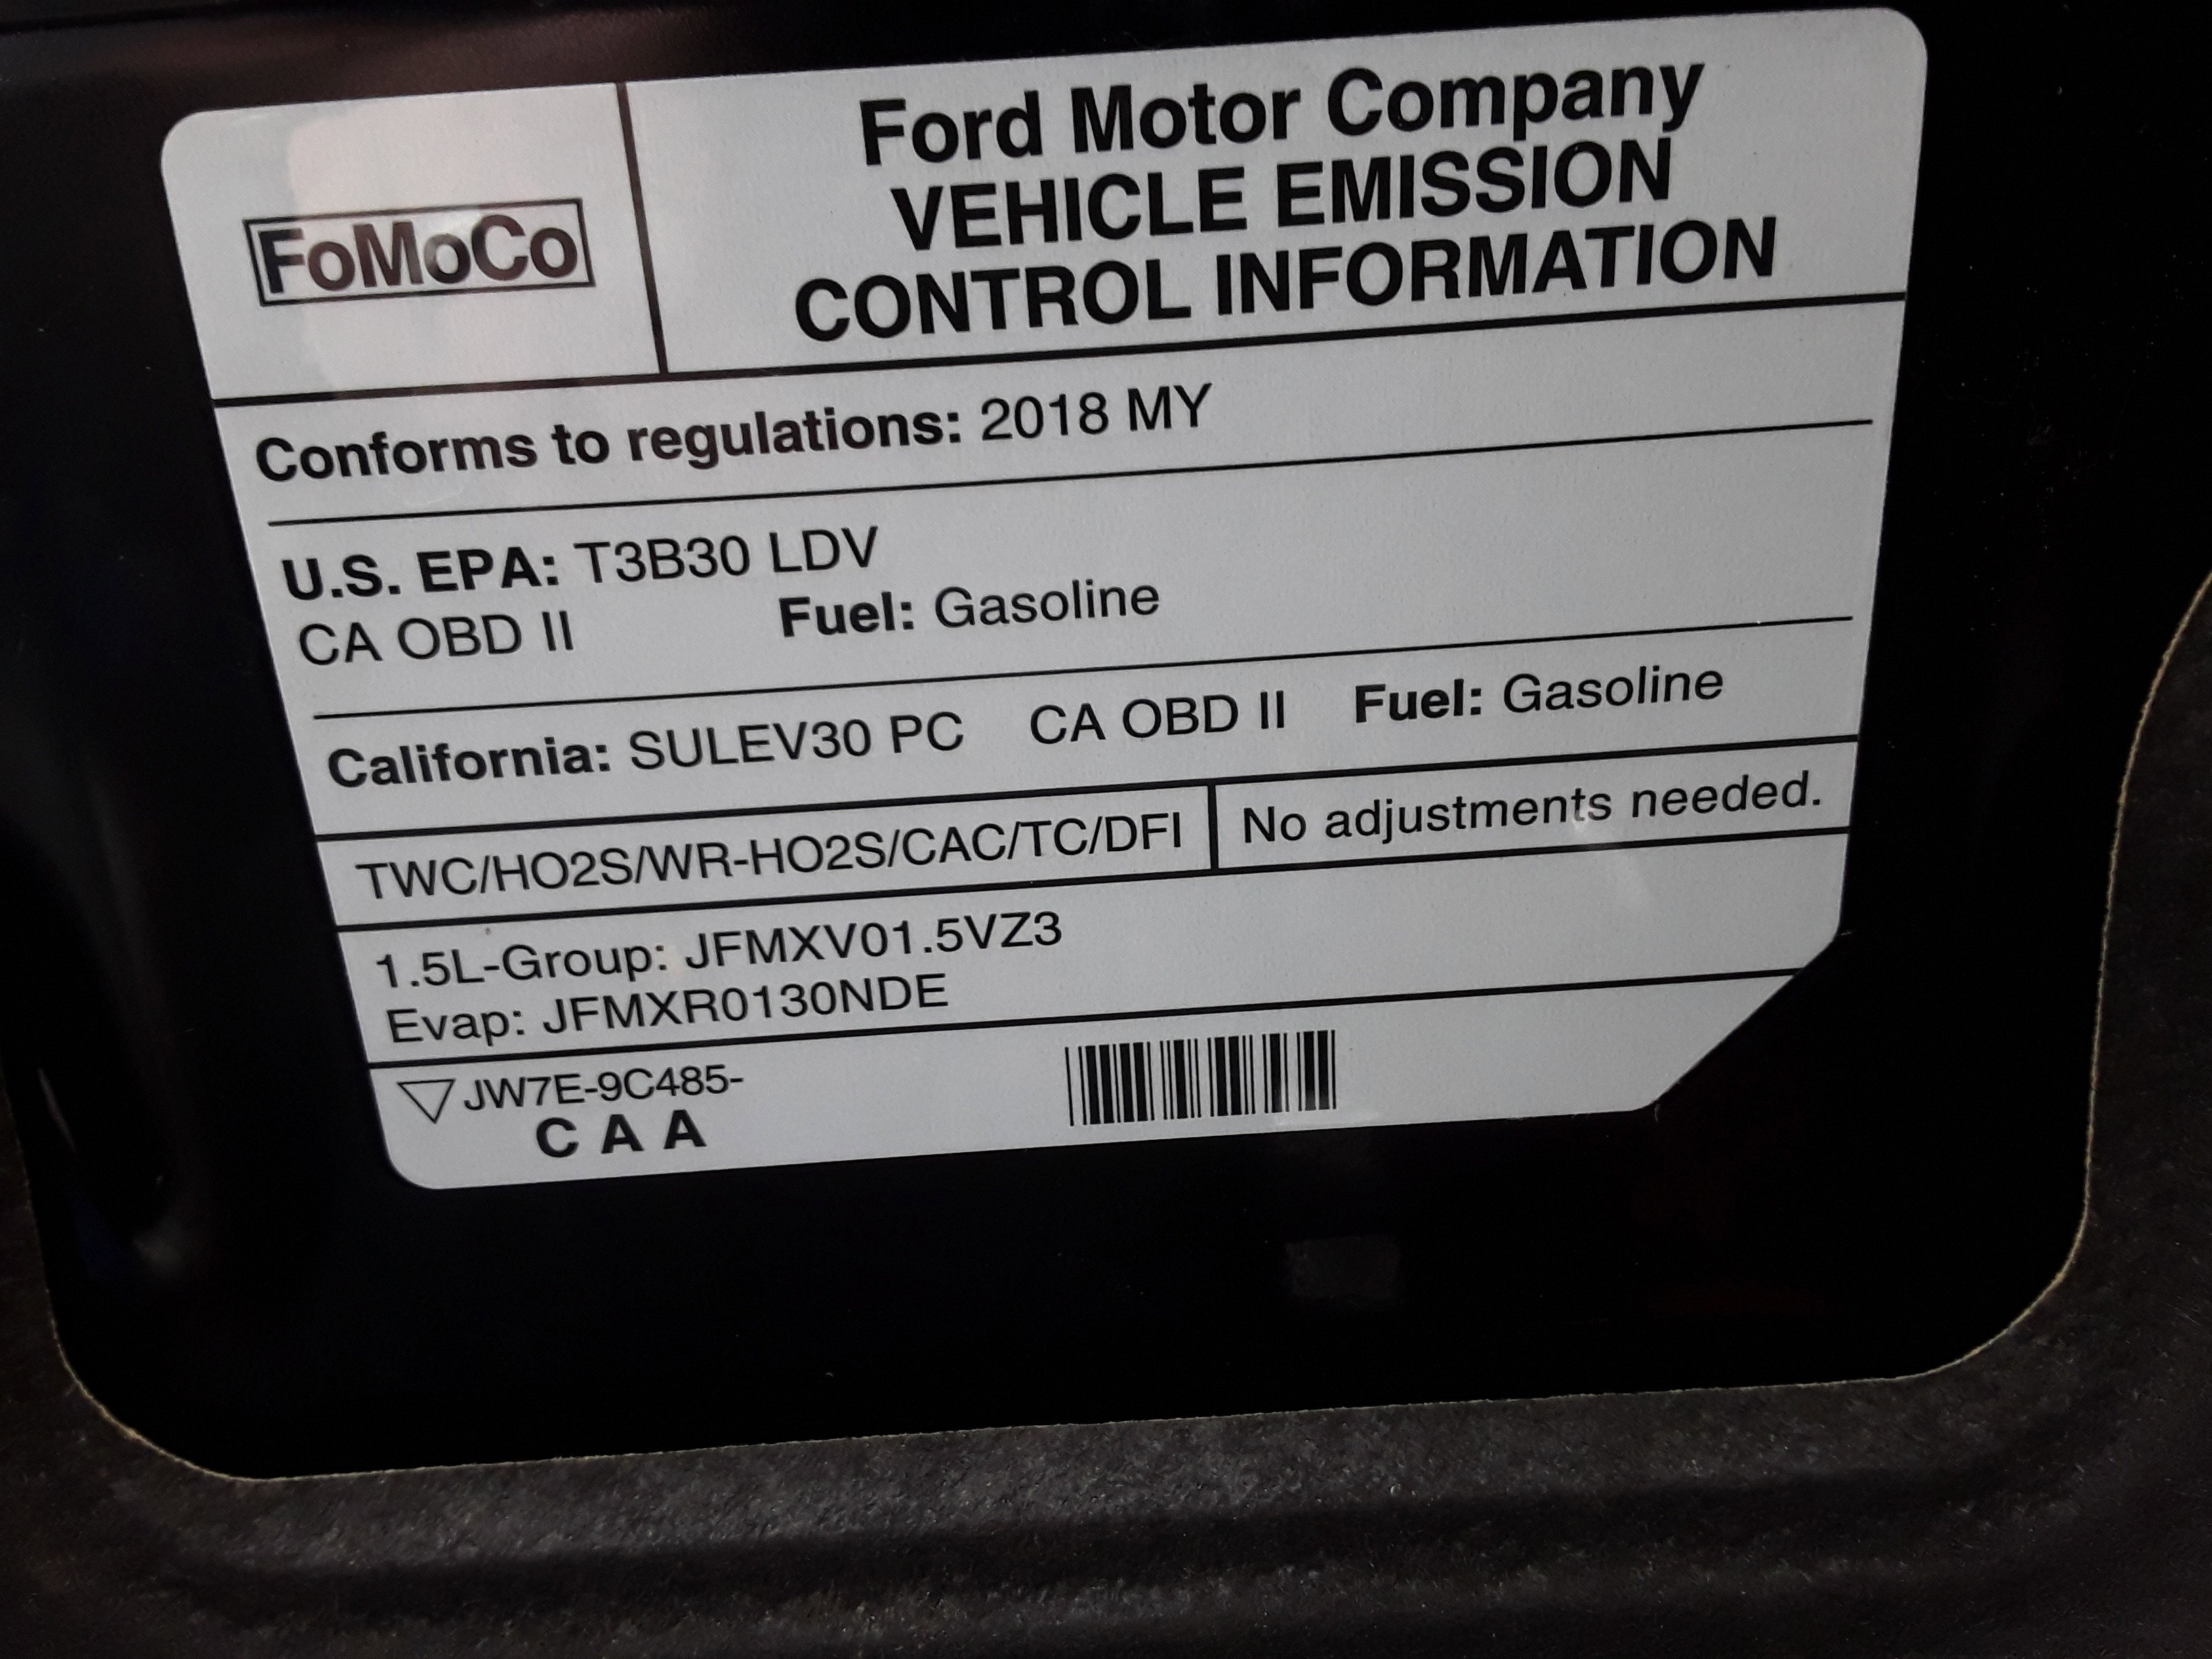 FoMoCo
Ford Motor Company
VEHICLE EMISSION
CONTROL INFORMATION
Conforms to regulations: 2018 MY
U.S. EPA: T3B30 LDV
CA OBD II Fuel: Gasoline
California: SULEV30 PC CA OBD II Fuel: Gasoline
TWC/HO2S/WR-HO2S/CAC/TC/DFI
No adjustments needed.
1.5L-Group: JFMXV01.5VZ3
Evap: JFMXR0130NDE
JW7E-9C485-
C A A